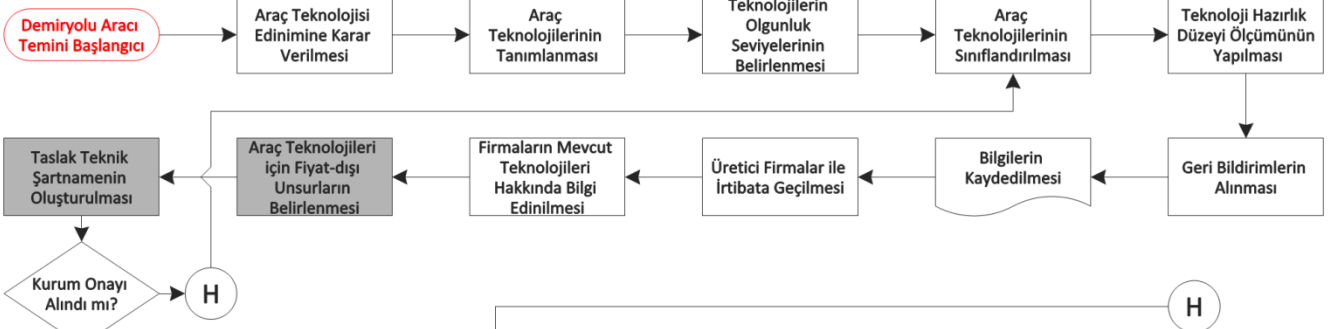 Demiryolu Aracı
Temini Başlangıcı
Araç Teknolojisi
Edinimine Karar
Verilmesi
Araç
Teknolojilerinin
Tanımlanması
Teknolojilerin
Olgunluk
Seviyelerinin
Belirlenmesi
Araç
Teknolojilerinin
Sınıflandırılması
Teknoloji Hazırlık
Düzeyi Ölçümünün
Yapılması
Taslak Teknik
Şartnamenin
Oluşturulması
Araç Teknolojileri
için Fiyat-dışı
Unsurların
Belirlenmesi
Firmaların Mevcut
Teknolojileri
Hakkında Bilgi
Edinilmesi
Üretici Firmalar ile
İrtibata Geçilmesi
Bilgilerin
Kaydedilmesi
Geri Bildirimlerin
Alınması
Kurum Onayı
Alındı mı?
H
H